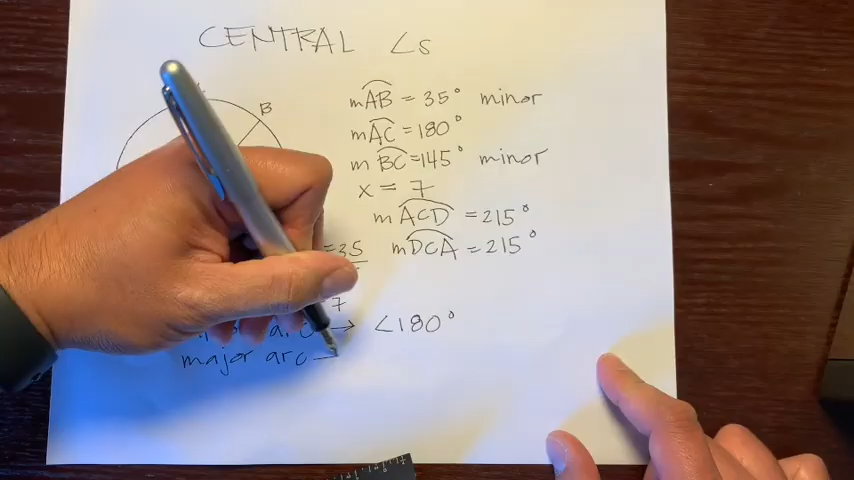 CENTRAL ∠s
B
mAB = 35° minor
mAC = 180°
mBC = 145° minor
x = 7
mACD = 215°
= 35
mDCA = 215°
7
arc → ∠180°
major arc →